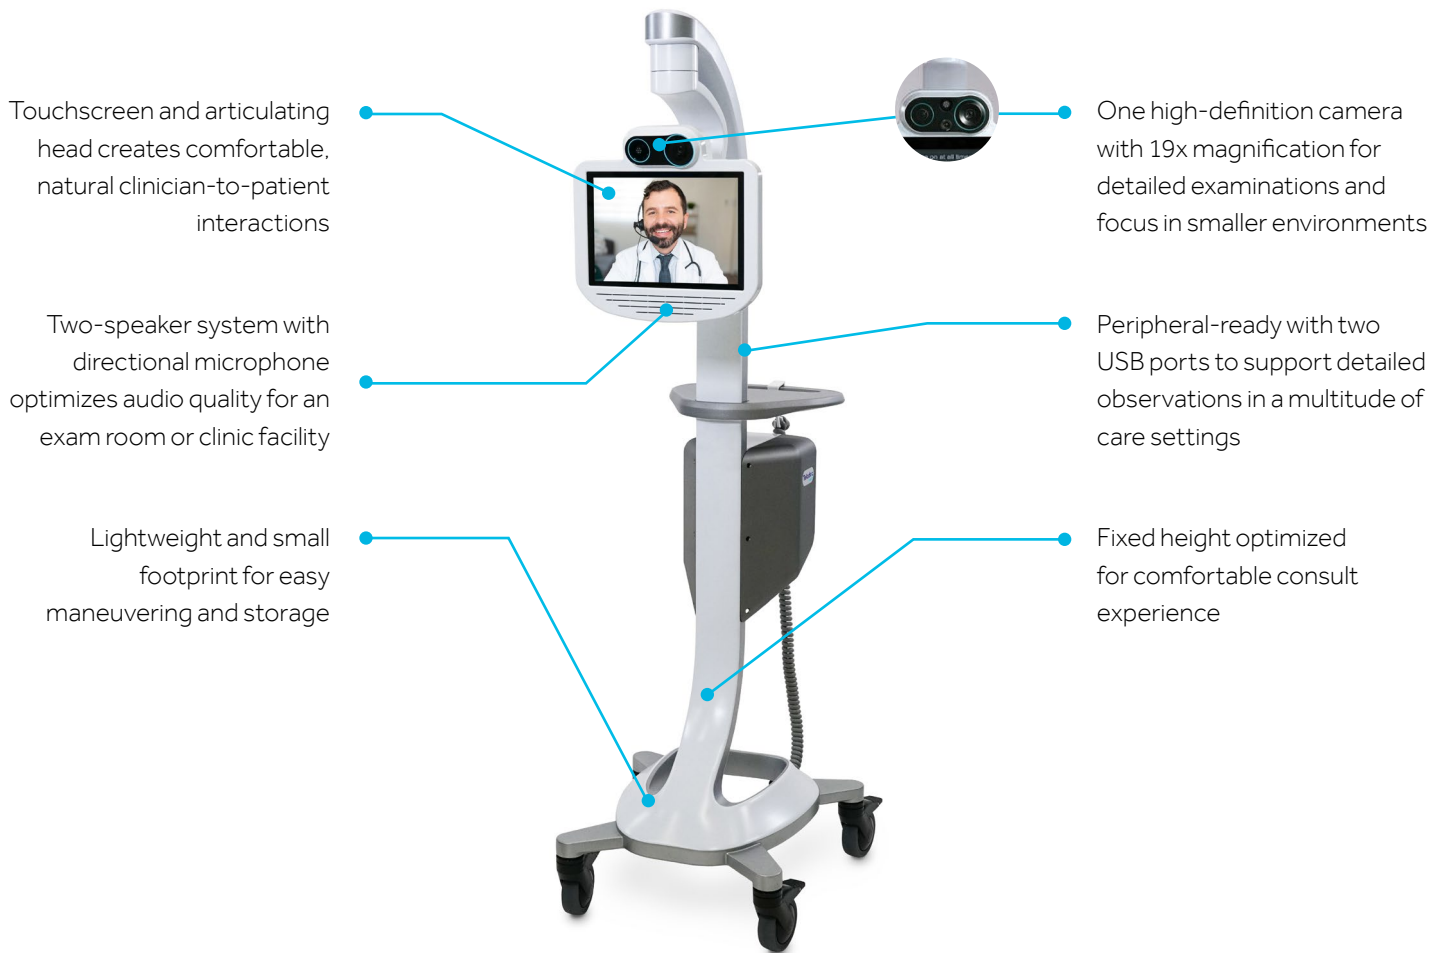 Touchscreen and articulating
head creates comfortable,
natural clinician-to-patient
interactions
Two-speaker system with
directional microphone
optimizes audio quality for an
exam room or clinic facility
Lightweight and small
footprint for easy
maneuvering and storage
One high-definition camera
with 19x magnification for
detailed examinations and
focus in smaller environments
Peripheral-ready with two
USB ports to support detailed
observations in a multitude of
care settings
Fixed height optimized
for comfortable consult
experience